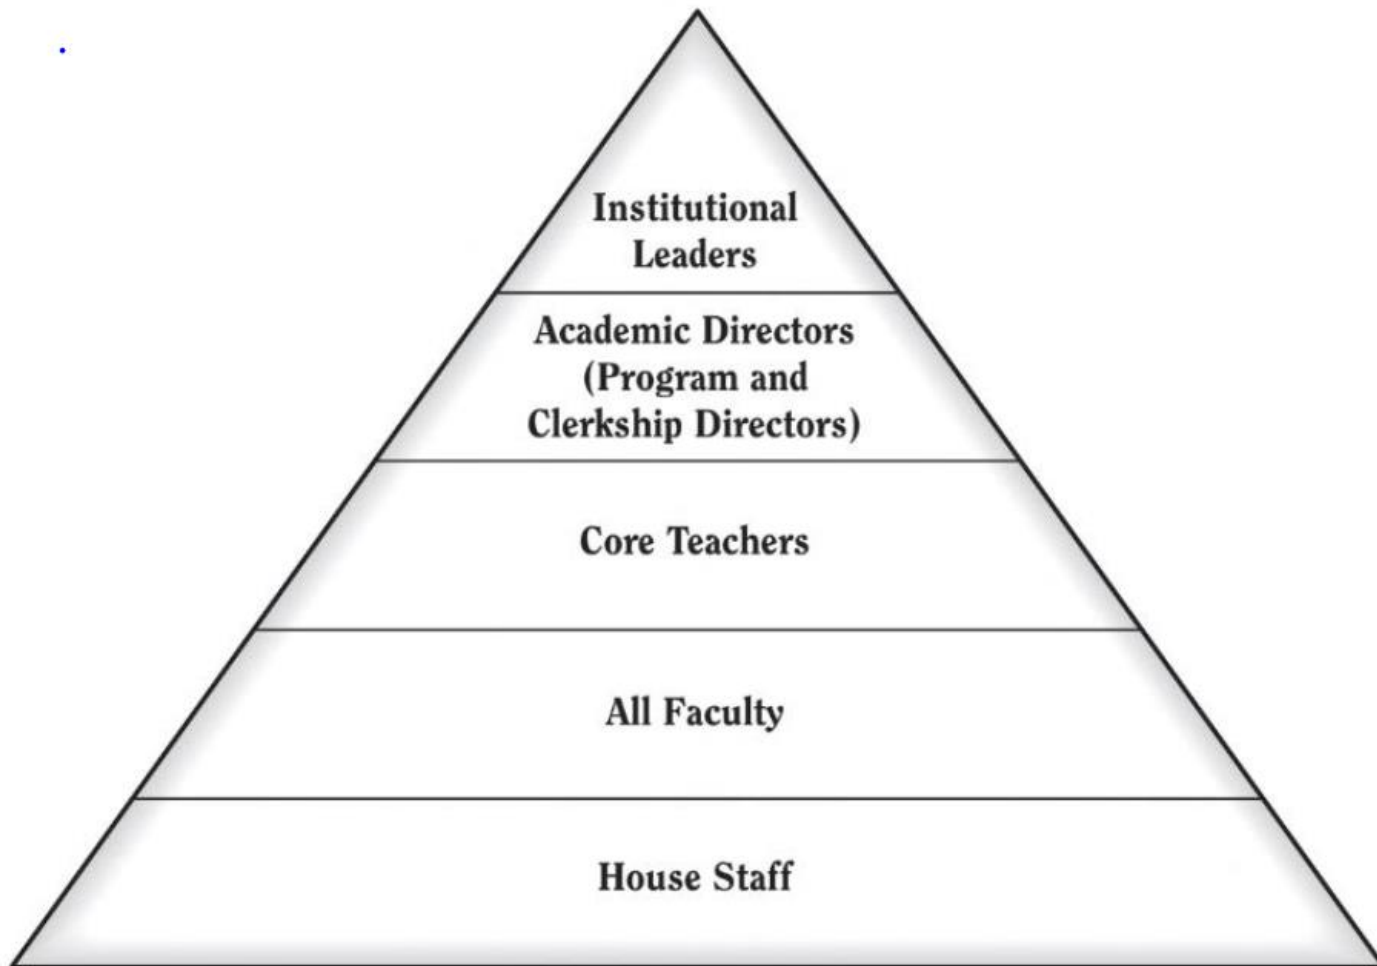 Institutional
Leaders
Academic Directors
(Program and
Clerkship Directors)
Core Teachers
All Faculty
House Staff